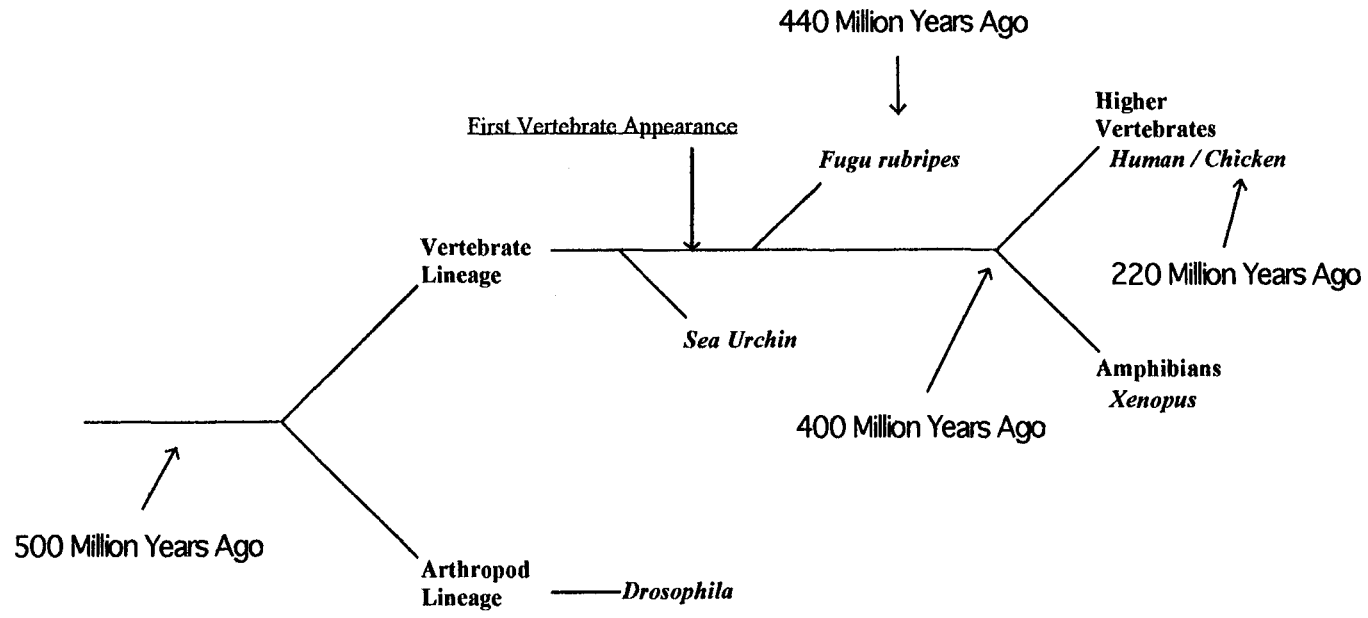 440 Million Years Ago
First Vertebrate Appearance
Higher
Vertebrates
Human / Chicken
Fugu rubripes
Vertebrate
Lineage
220 Million Years Ago
Sea Urchin
Amphibians
Xenopus
400 Million Years Ago
500 Million Years Ago
Arthropod
Lineage
Drosophila